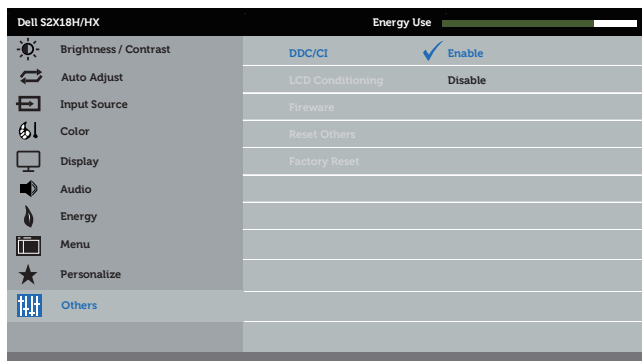 Dell S2X18H/HX Energy Use
Brightness / Contrast DDC/CI Enable
Auto Adjust LCD Conditioning Disable
Input Source Fireware
Color Reset Others
Display Factory Reset
Audio
Energy
Menu
Personalize
Others